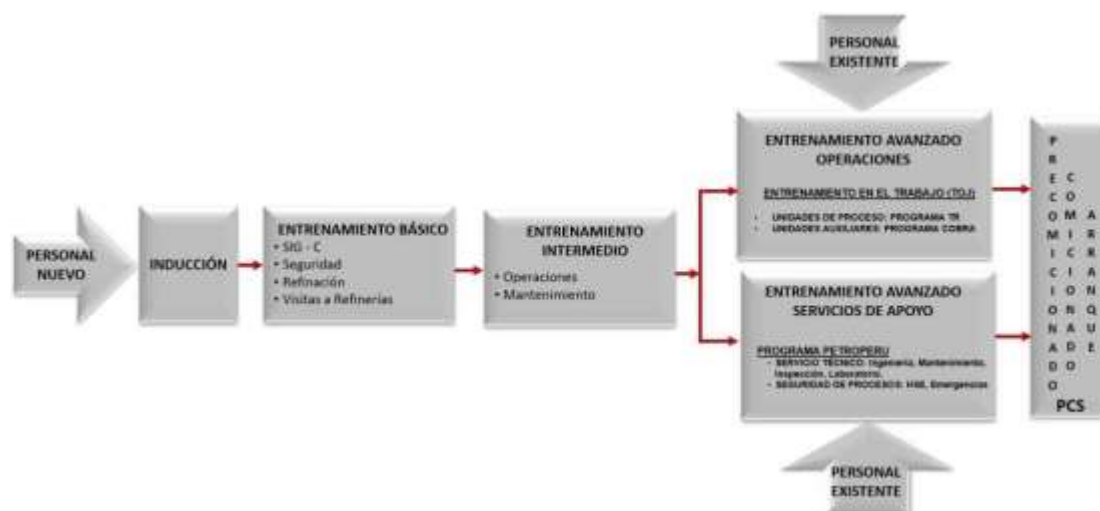 PERSONAL
EXISTENTE
PERSONAL
NUEVO
INDUCCIÓN
ENTRENAMIENTO BÁSICO
• SIG - C
• Seguridad
• Refinación
• Visitas a Refinerías
ENTRENAMIENTO
INTERMEDIO
• Operaciones
• Mantenimiento
ENTRENAMIENTO AVANZADO
OPERACIONES
ENTRENAMIENTO EN EL TRABAJO (TOJ)
• UNIDADES DE PROCESO: PROGRAMA TR
• UNIDADES AUXILIARES: PROGRAMA COBRA
ENTRENAMIENTO AVANZADO
SERVICIOS DE APOYO
PROGRAMA PETROPERU
- SERVICIO TÉCNICO: Ingeniería, Mantenimiento,
Inspección, Laboratorio.
- SEGURIDAD DE PROCESOS: HSE, Emergencias
PRECOMICIONADO
COMICIONADO
ARRANQUE
PCS
PERSONAL
EXISTENTE